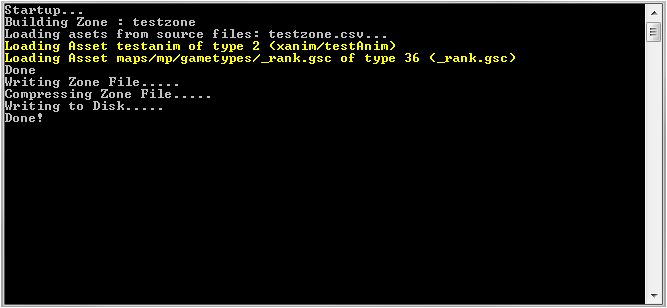 Startup...
Building Zone : testzone
Loading asets from source files: testzone.csv...
Loading Asset testanim of type 2 (xanim/testAnim)
Loading Asset maps/mp/gametypes/_rank.gsc of type 36 (_rank.gsc)
Done
Writing Zone File.....
Compressing Zone File.....
Writing to Disk.....
Done!